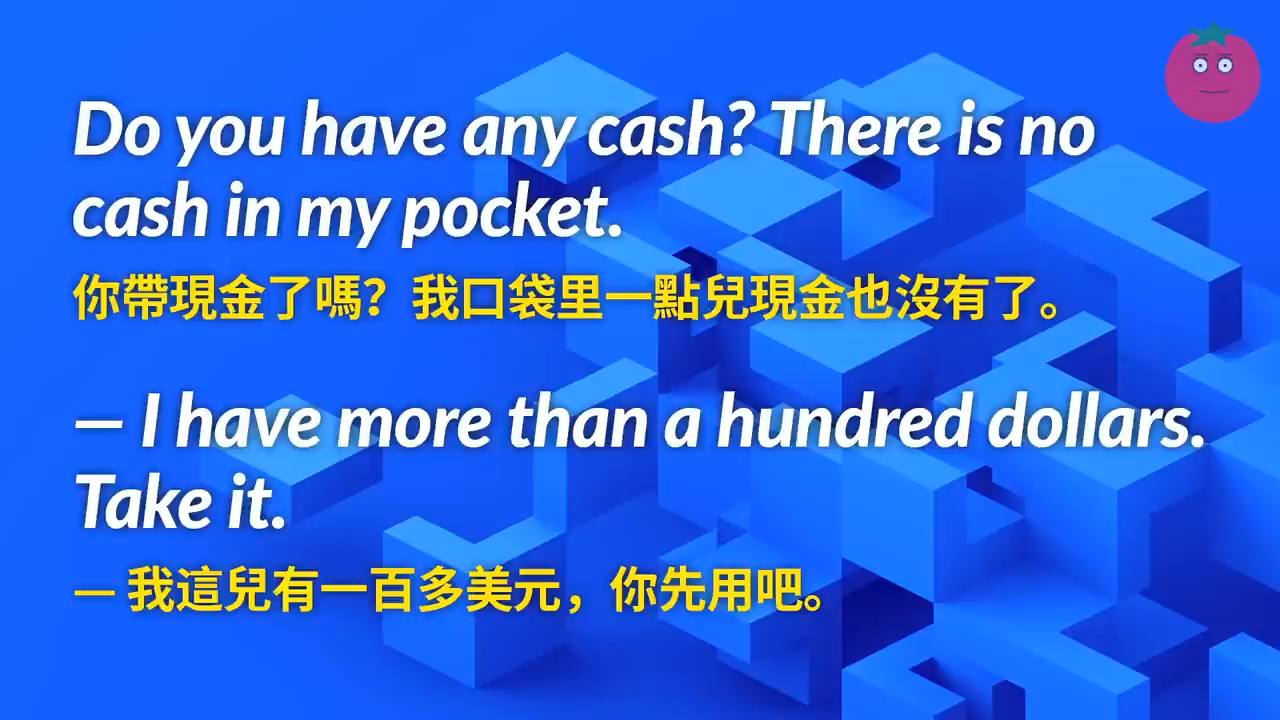 Do you have any cash? There is no
cash in my pocket.
你帶現金了嗎？我口袋里一點兒現金也沒有了。
— I have more than a hundred dollars.
Take it.
— 我這兒有一百多美元，你先用吧。